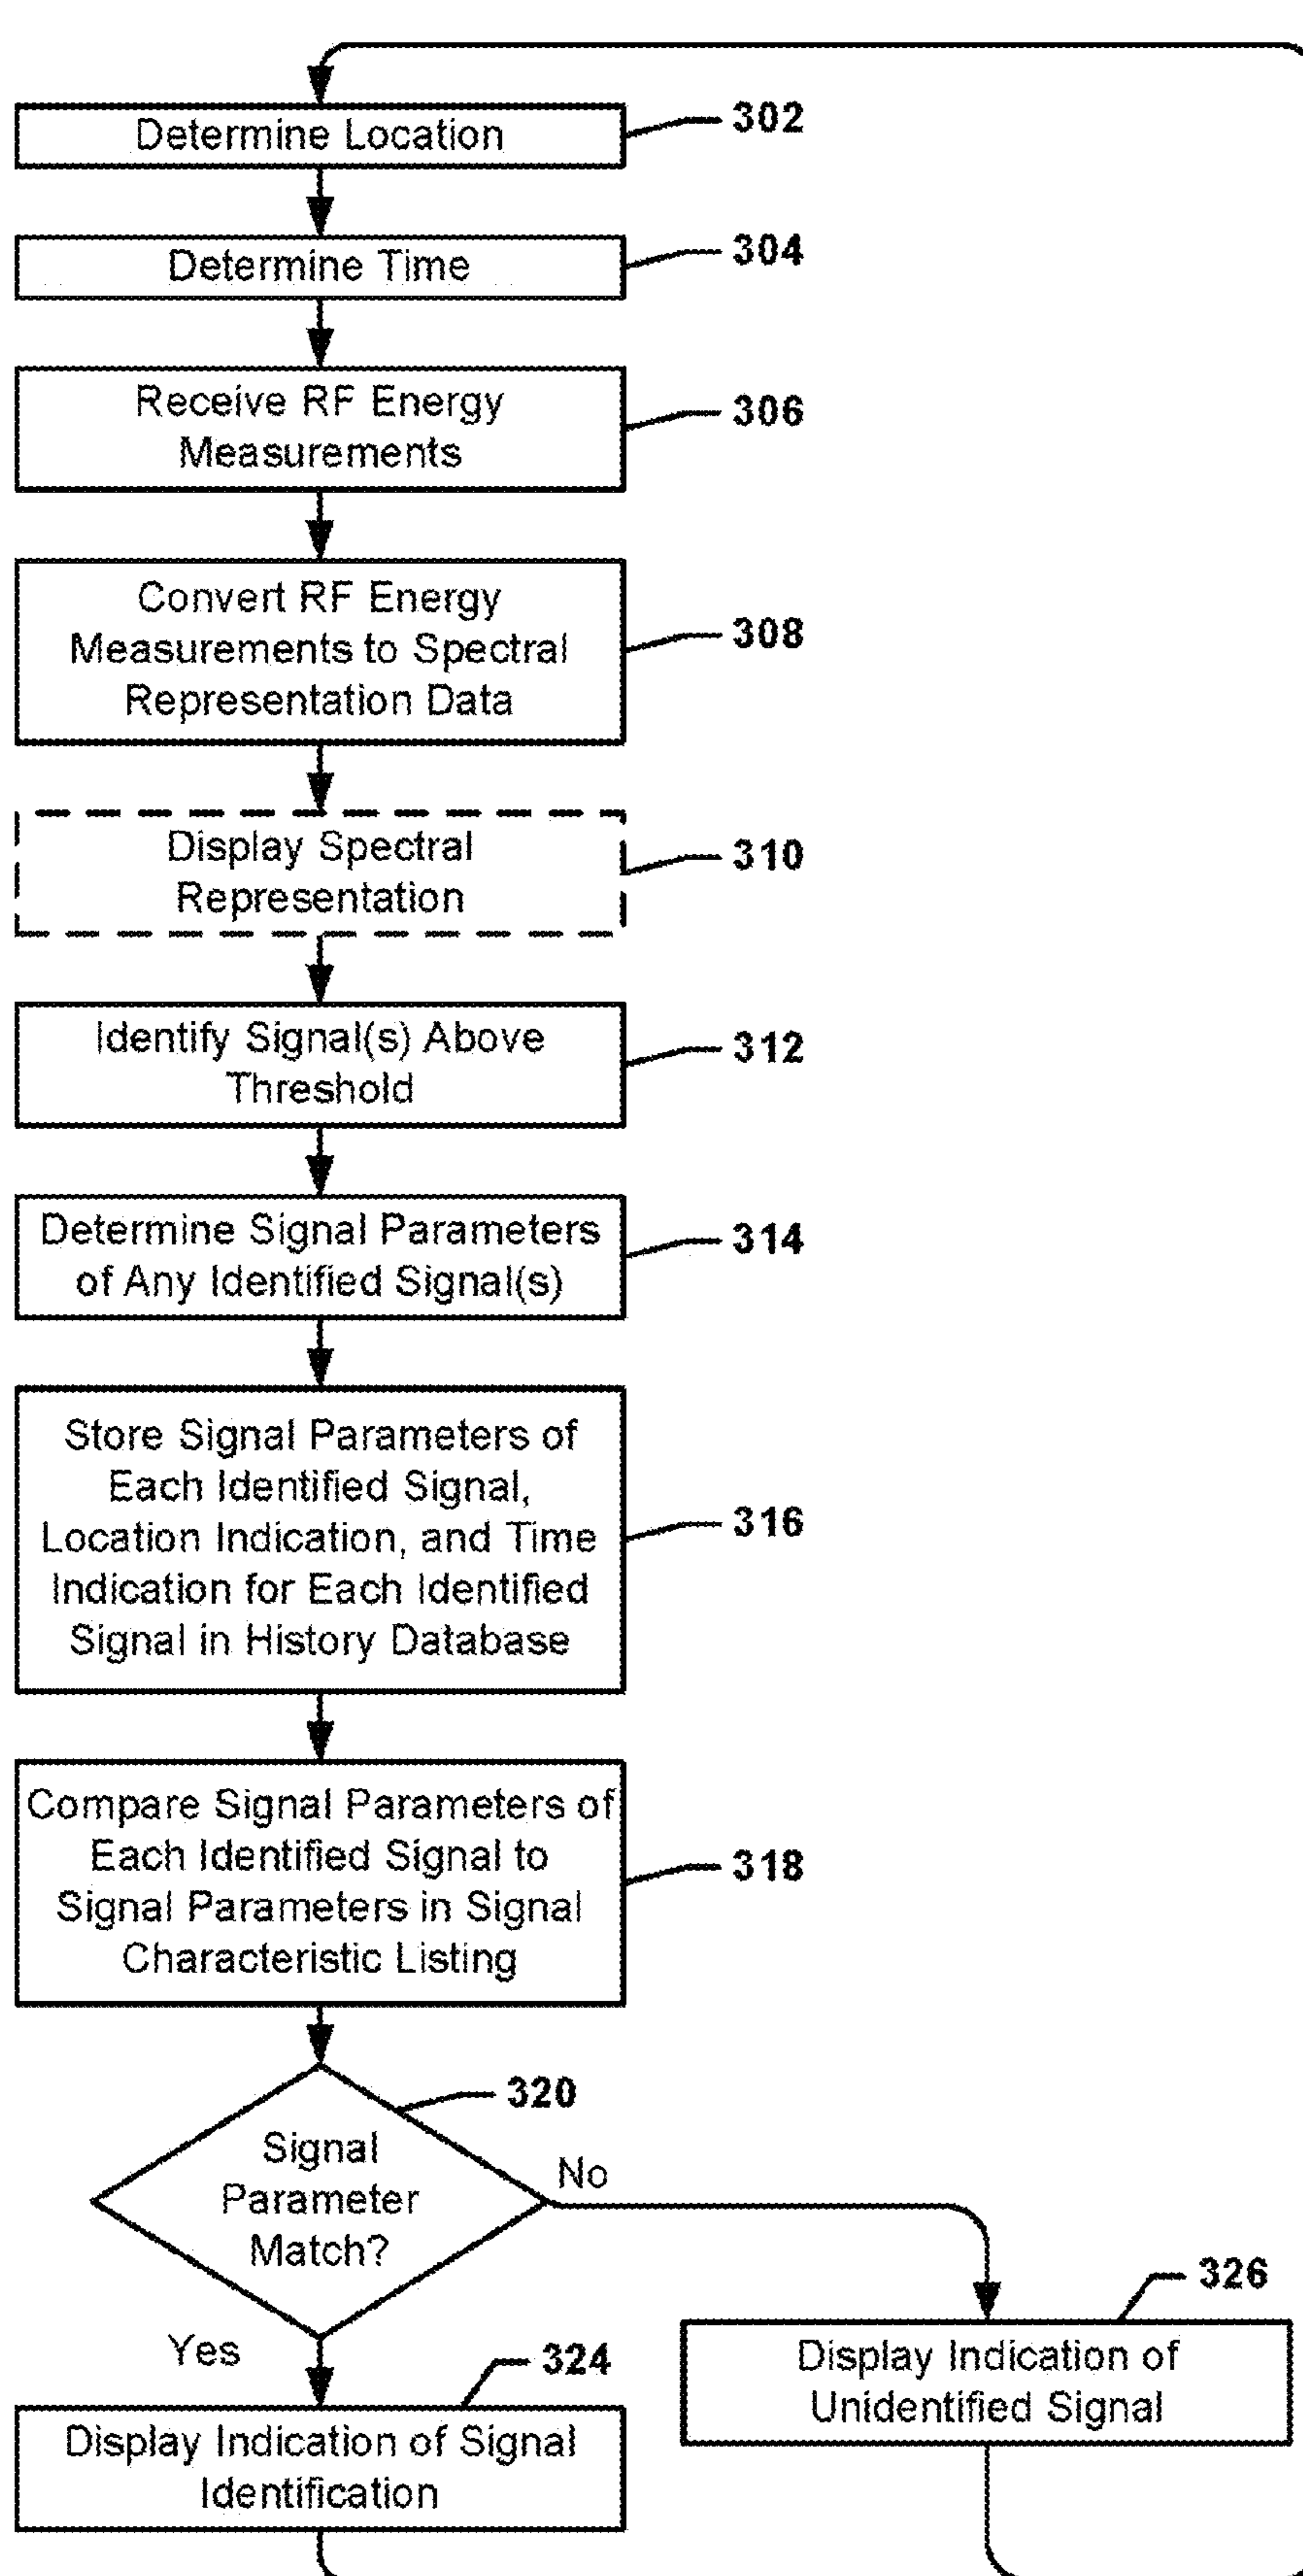 Determine Location
302
Determine Time
304
Receive RF Energy
Measurements
306
Convert RF Energy
Measurements to Spectral
Representation Data
308
Display Spectral
Representation
310
Identify Signal(s) Above
Threshold
312
Determine Signal Parameters
of Any Identified Signal(s)
314
Store Signal Parameters of
Each Identified Signal,
Location Indication, and Time
Indication for Each Identified
Signal in History Database
316
Compare Signal Parameters of
Each Identified Signal to
Signal Parameters in Signal
Characteristic Listing
318
320
Signal
Parameter
Match?
No
Yes
326
Display Indication of
Unidentified Signal
324
Display Indication of Signal
Identification